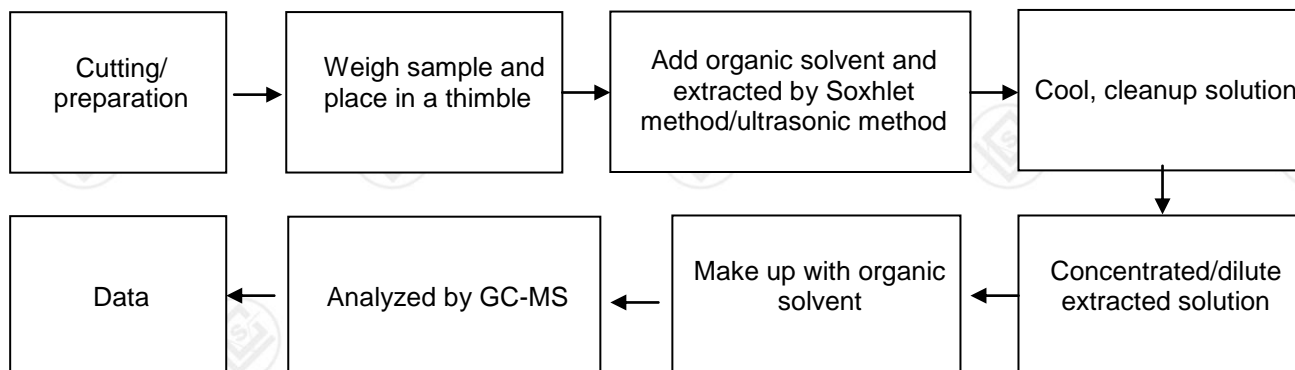 Cutting/
preparation
Weigh sample and
place in a thimble
Add organic solvent and
extracted by Soxhlet
method/ultrasonic method
Cool, cleanup solution
Concentrated/dilute
extracted solution
Make up with organic
solvent
Analyzed by GC-MS
Data